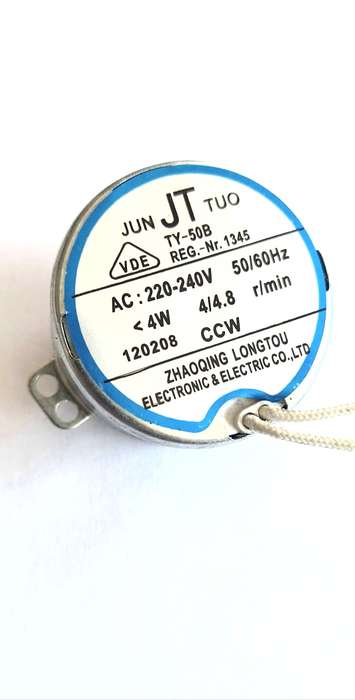 JUN JT TUO
TY-50B
VDE REG.-Nr.1345
AC : 220-240V 50/60Hz
< 4W 4/4.8 r/min
120208 CCW
ZHAOQING LONGTOU
ELECTRONIC & ELECTRIC CO.,LTD